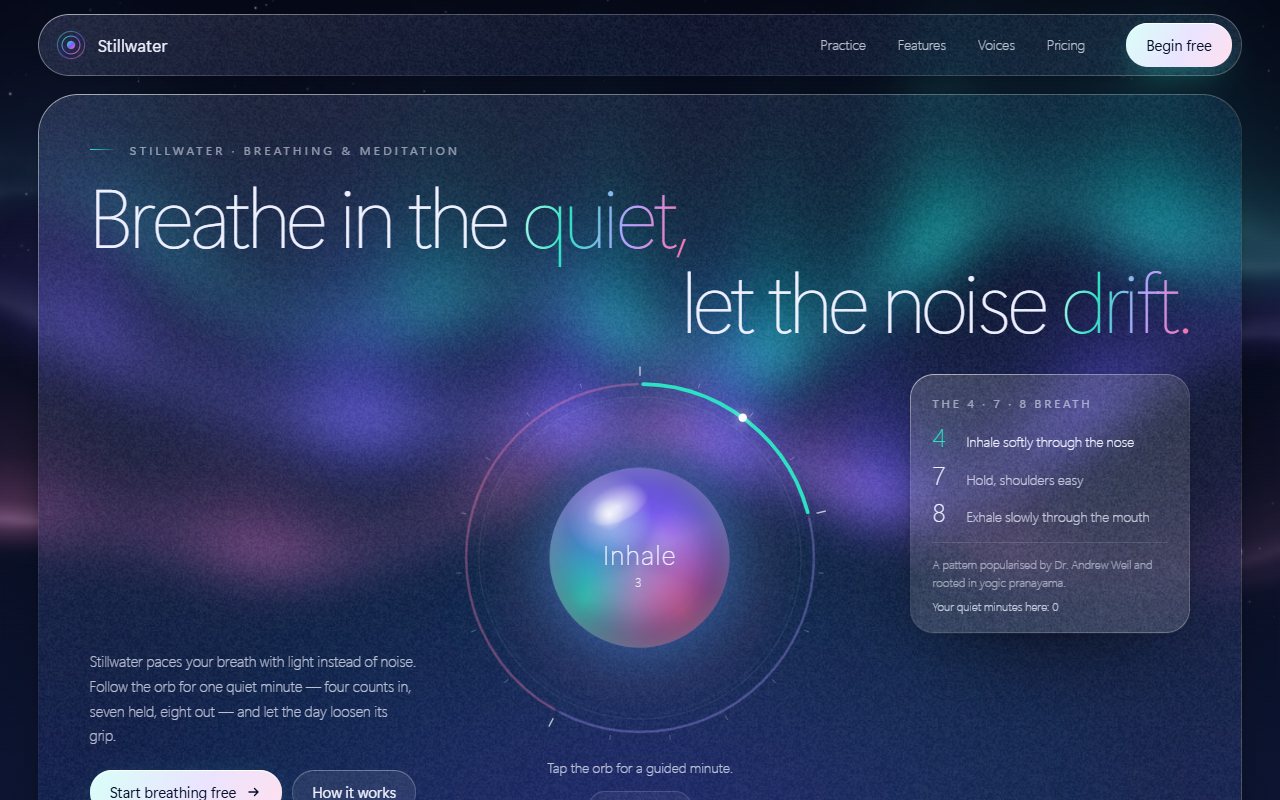 Stillwater
Practice
Features
Voices
Pricing
Begin free
STILLWATER · BREATHING & MEDITATION
Breathe in the quiet,
let the noise drift.
THE 4 · 7 · 8 BREATH
4 Inhale softly through the nose
7 Hold, shoulders easy
8 Exhale slowly through the mouth
A pattern popularised by Dr. Andrew Weil and
rooted in yogic pranayama.
Your quiet minutes here: 0
Inhale
3
Stillwater paces your breath with light instead of noise.
Follow the orb for one quiet minute — four counts in,
seven held, eight out — and let the day loosen its
grip.
Start breathing free →
How it works
Tap the orb for a guided minute.